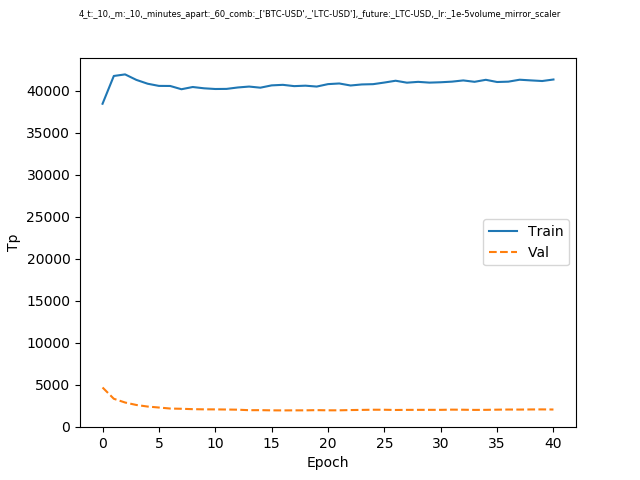 4_t:_10,_m:_10,_minutes_apart:_60_comb:_['BTC-USD',_'LTC-USD'],_future:_LTC-USD,_lr:_1e-5volume_mirror_scaler
40000
35000
30000
25000
20000
15000
10000
5000
0
Tp
Train
Val
0 5 10 15 20 25 30 35 40
Epoch